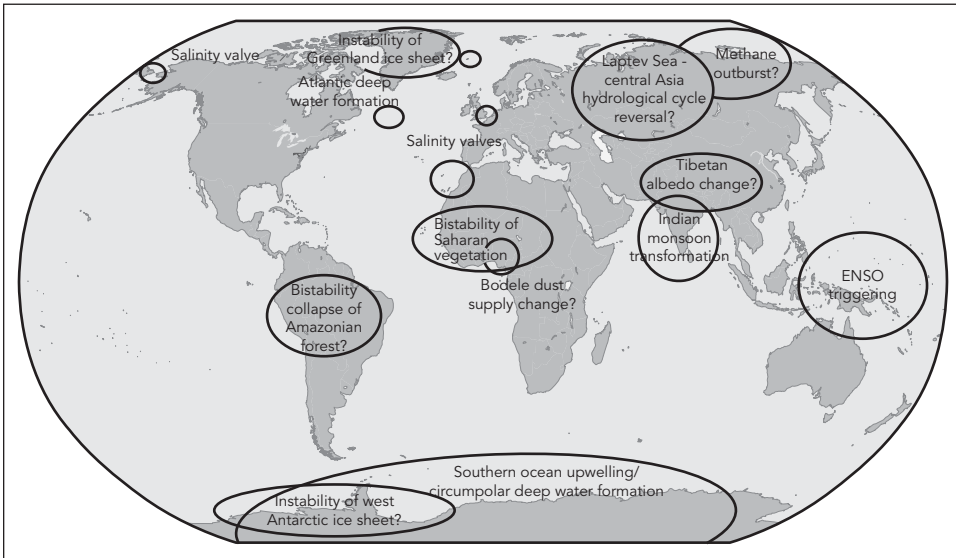 Salinity valve
Instability of
Greenland ice sheet?
Atlantic deep
water formation
Laptev Sea -
central Asia
hydrological cycle
reversal?
Methane
outburst?
Salinity valves
Tibetan
albedo change?
Bistability of
Saharan
vegetation
Indian
monsoon
transformation
Bodele dust
supply change?
Bistability
collapse of
Amazonian
forest?
ENSO
triggering
Southern ocean upwelling/
circumpolar deep water formation
Instability of west
Antarctic ice sheet?